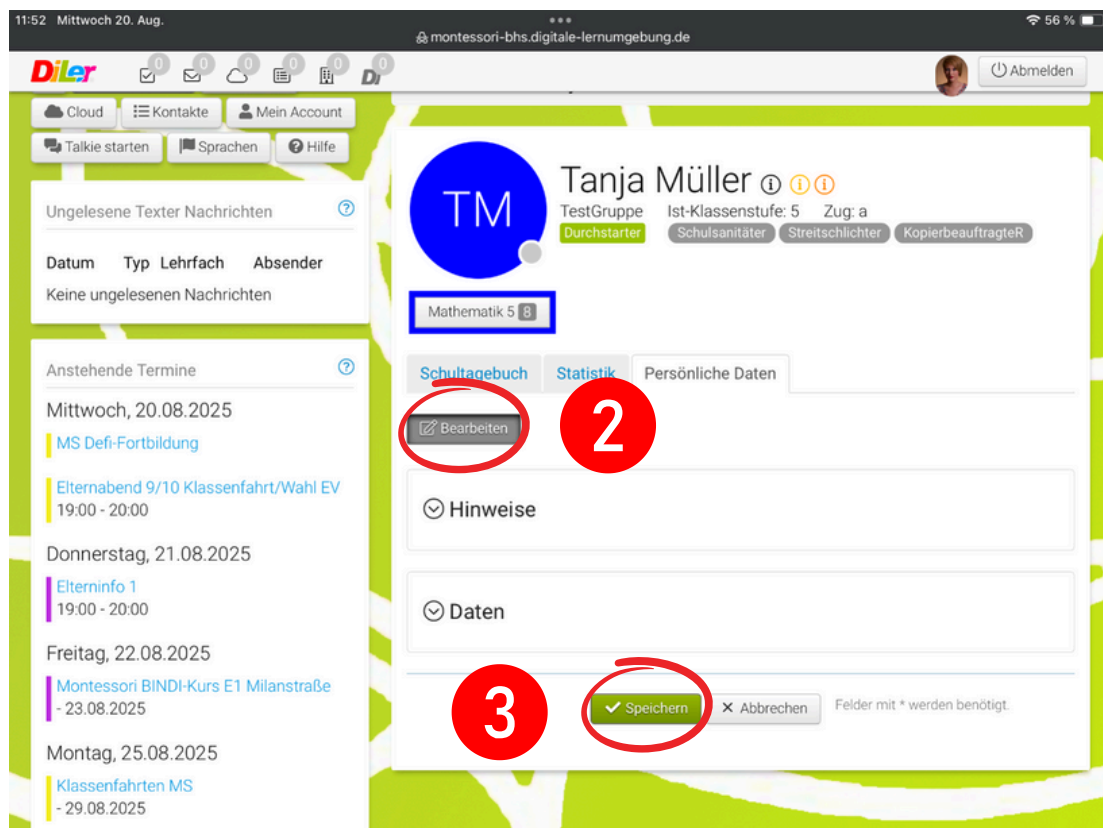 11:52 Mittwoch 20. Aug.
56 %
montessori-bhs.digitale-lernumgebung.de
DiLer
0 0 0 0 0 0
Abmelden
Cloud Kontakte Mein Account
Talkie starten Sprachen Hilfe
Ungelesene Texter Nachrichten
Datum Typ Lehrfach Absender
Keine ungelesenen Nachrichten
Anstehende Termine
Mittwoch, 20.08.2025
MS Defi-Fortbildung
Elternabend 9/10 Klassenfahrt/Wahl EV
19:00 - 20:00
Donnerstag, 21.08.2025
Elterninfo 1
19:00 - 20:00
Freitag, 22.08.2025
Montessori BINDI-Kurs E1 Milanstraße
- 23.08.2025
Montag, 25.08.2025
Klassenfahrten MS
- 29.08.2025
TM
Tanja Müller
TestGruppe Ist-Klassenstufe: 5 Zug: a
Durchstarter Schulsanitäter Streitschlichter KopierbeauftragteR
Mathematik 5 8
Schultagebuch Statistik Persönliche Daten
Bearbeiten
2
Hinweise
Daten
3
Speichern Abbrechen Felder mit * werden benötigt.